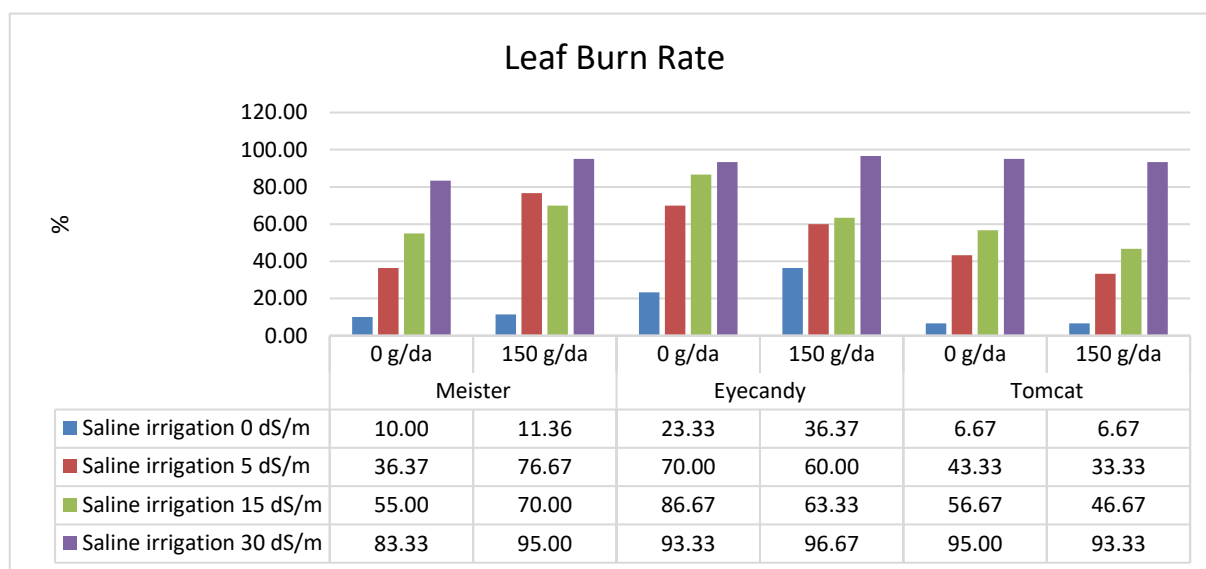 Leaf Burn Rate
120.00
100.00
80.00
60.00
40.00
20.00
0.00
%
0 g/da 150 g/da 0 g/da 150 g/da 0 g/da 150 g/da
Meister Eyecandy Tomcat
Saline irrigation 0 dS/m 10.00 11.36 23.33 36.37 6.67 6.67
Saline irrigation 5 dS/m 36.37 76.67 70.00 60.00 43.33 33.33
Saline irrigation 15 dS/m 55.00 70.00 86.67 63.33 56.67 46.67
Saline irrigation 30 dS/m 83.33 95.00 93.33 96.67 95.00 93.33